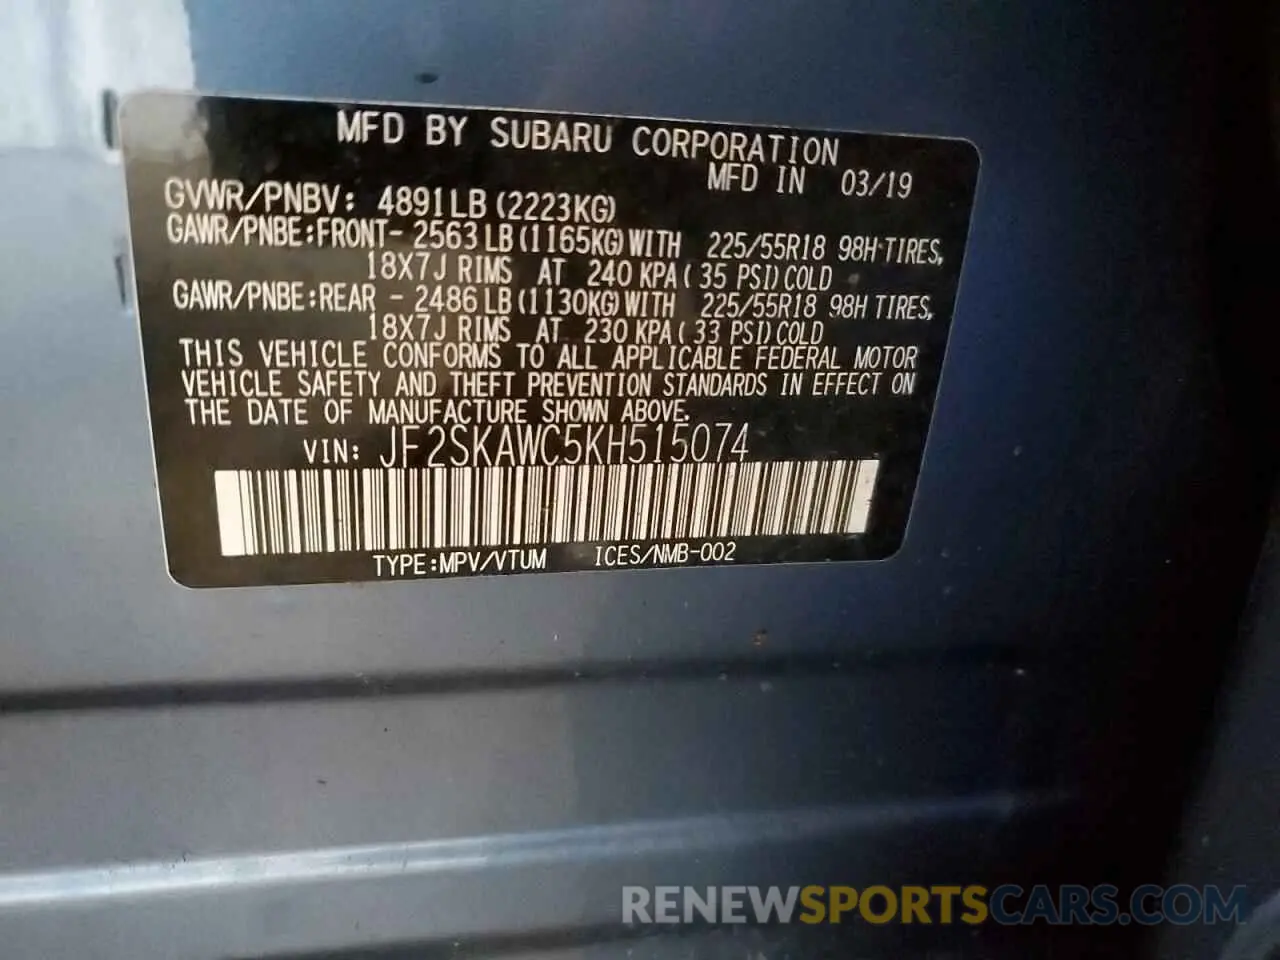 MFD BY SUBARU CORPORATION
MFD IN 03/19
GVWR/PNBV: 4891LB(2223KG)
GAWR/PNBE:FRONT- 2563LB(1165KG)WITH 225/55R18 98H TIRES,
18X7J RIMS AT 240 KPA( 35 PSI)COLD
GAWR/PNBE:REAR - 2486LB(1130KG)WITH 225/55R18 98H TIRES,
18X7J RIMS AT 230 KPA( 33 PSI)COLD
THIS VEHICLE CONFORMS TO ALL APPLICABLE FEDERAL MOTOR
VEHICLE SAFETY AND THEFT PREVENTION STANDARDS IN EFFECT ON
THE DATE OF MANUFACTURE SHOWN ABOVE.
VIN: JF2SKAWC5KH515074
TYPE:MPV/VTUM ICES/NMB-002
RENEWSPORTSCARS.COM